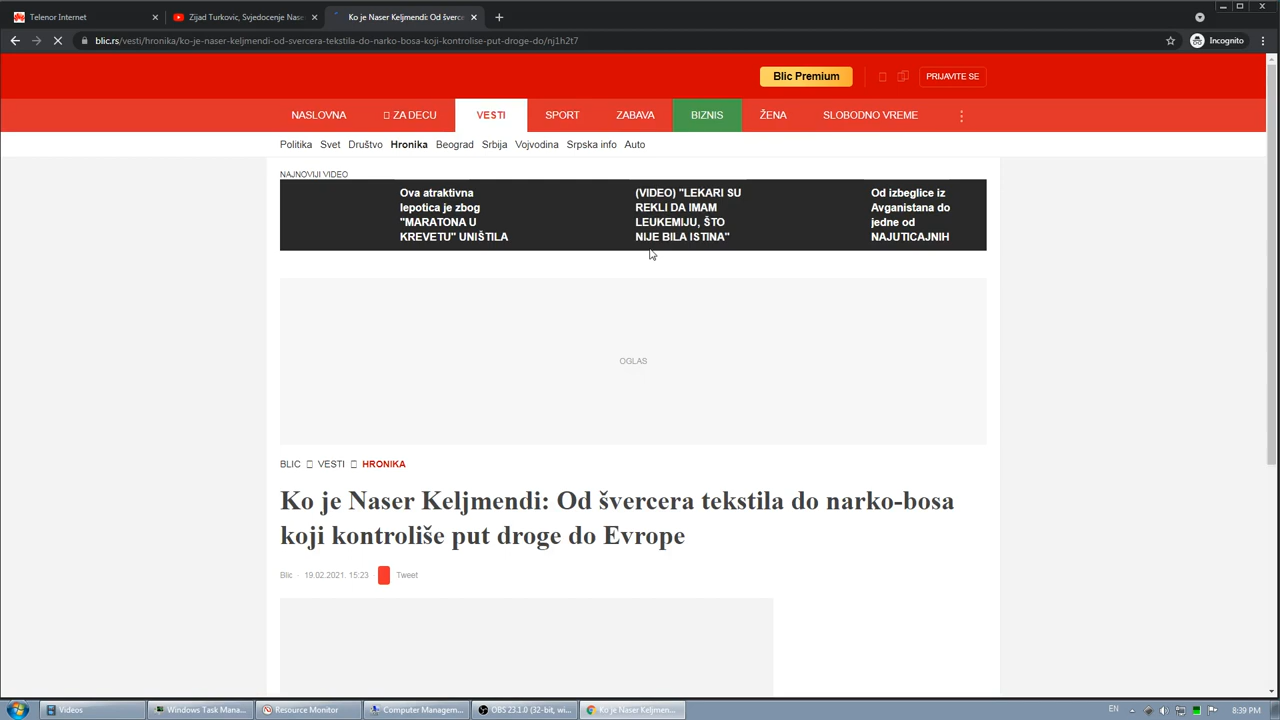 Telenor Internet
Zijad Turkovic, Svjedocenje Nase
Ko je Naser Keljmendi: Od šverce
blic.rs/vesti/hronika/ko-je-naser-keljmendi-od-svercera-tekstila-do-narko-bosa-koji-kontrolise-put-droge-do/nj1h2t7
Incognito
Blic Premium
PRIJAVITE SE
NASLOVNA
ZA DECU
VESTI
SPORT
ZABAVA
BIZNIS
ŽENA
SLOBODNO VREME
Politika Svet Društvo Hronika Beograd Srbija Vojvodina Srpska info Auto
NAJNOVIJI VIDEO
Ova atraktivna
lepotica je zbog
"MARATONA U
KREVETU" UNIŠTILA
(VIDEO) "LEKARI SU
REKLI DA IMAM
LEUKEMIJU, ŠTO
NIJE BILA ISTINA"
Od izbeglice iz
Avganistana do
jedne od
NAJUTICAJNIH
OGLAS
BLIC VESTI HRONIKA
Ko je Naser Keljmendi: Od švercera tekstila do narko-bosa
koji kontroliše put droge do Evrope
Blic · 19.02.2021. 15:23 Tweet
Videos
Windows Task Mana...
Resource Monitor
Computer Managem...
OBS 23.1.0 (32-bit, wi...
Ko je Naser Keljmen...
EN
8:39 PM